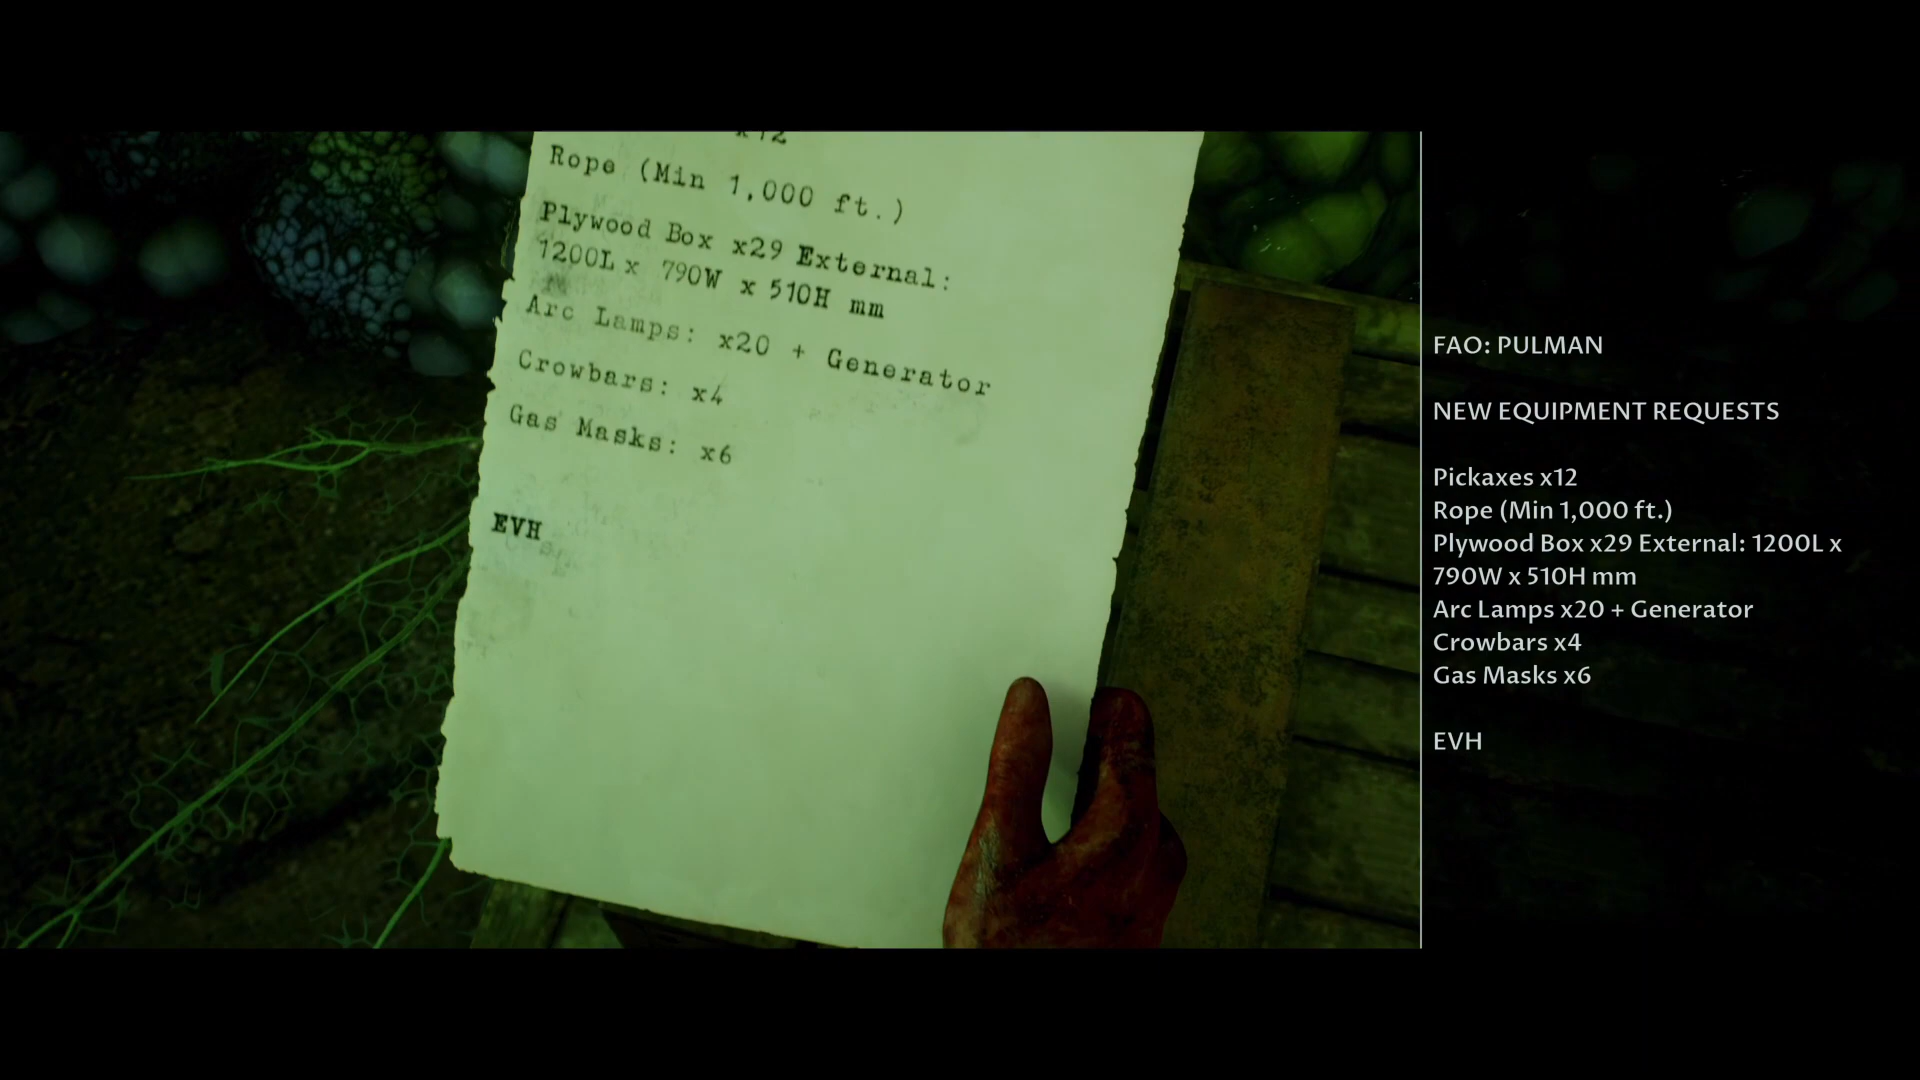 x12
Rope (Min 1,000 ft.)
Plywood Box x29 External:
1200L x 790W x 510H mm
Arc Lamps: x20 + Generator
Crowbars: x4
Gas Masks: x6
EVH
FAO: PULMAN
NEW EQUIPMENT REQUESTS
Pickaxes x12
Rope (Min 1,000 ft.)
Plywood Box x29 External: 1200L x
790W x 510H mm
Arc Lamps x20 + Generator
Crowbars x4
Gas Masks x6
EVH